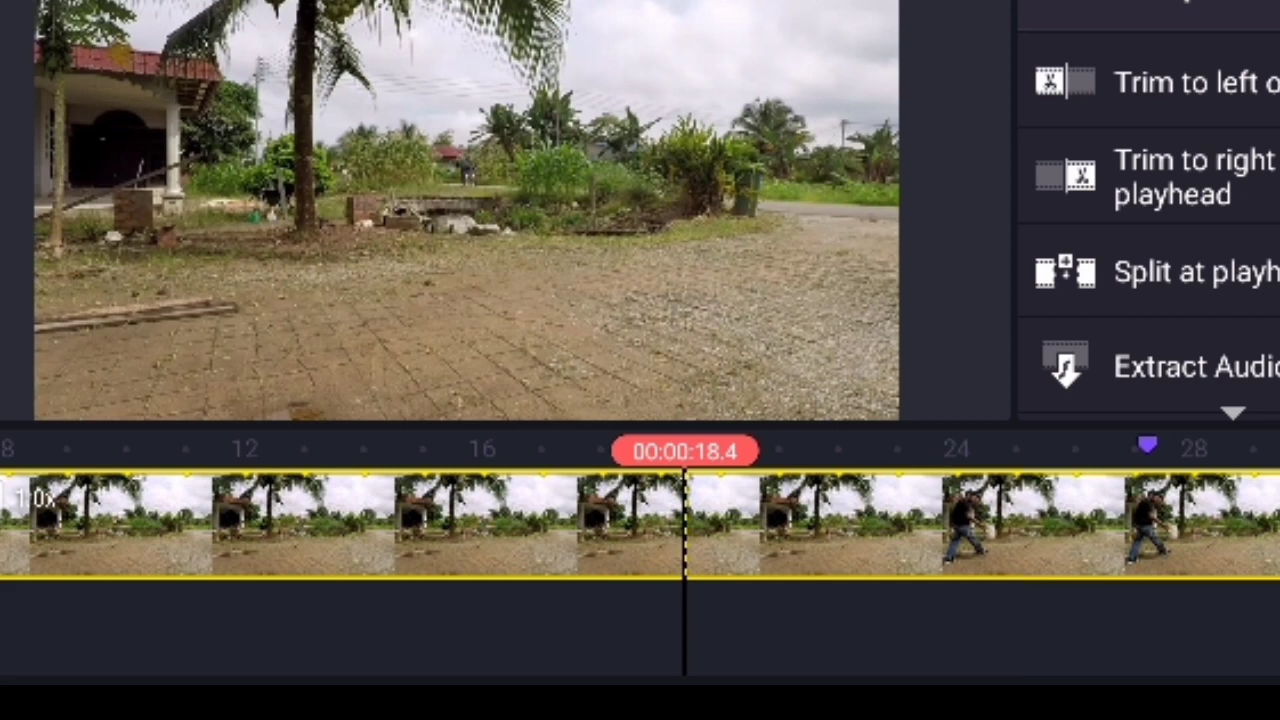 Trim to left o
Trim to right
playhead
Split at playh
Extract Audio
8 12 16 00:00:18.4 24 28
1.0x